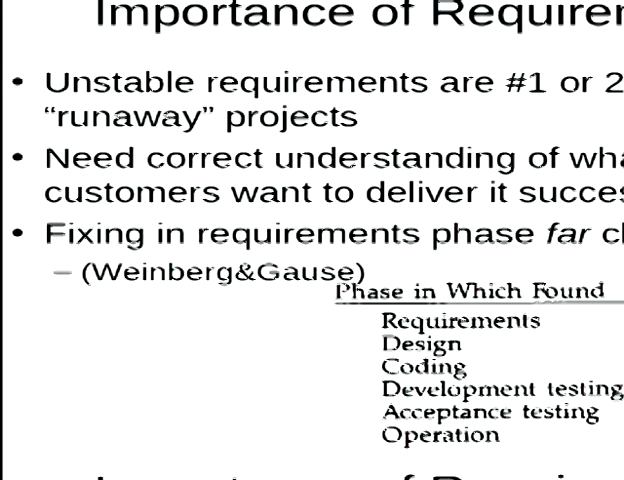 Importance of Requirem
• Unstable requirements are #1 or 2
“runaway” projects
• Need correct understanding of wha
customers want to deliver it succes
• Fixing in requirements phase far ch
– (Weinberg&Gause)
Phase in Which Found
Requirements
Design
Coding
Development testing
Acceptance testing
Operation